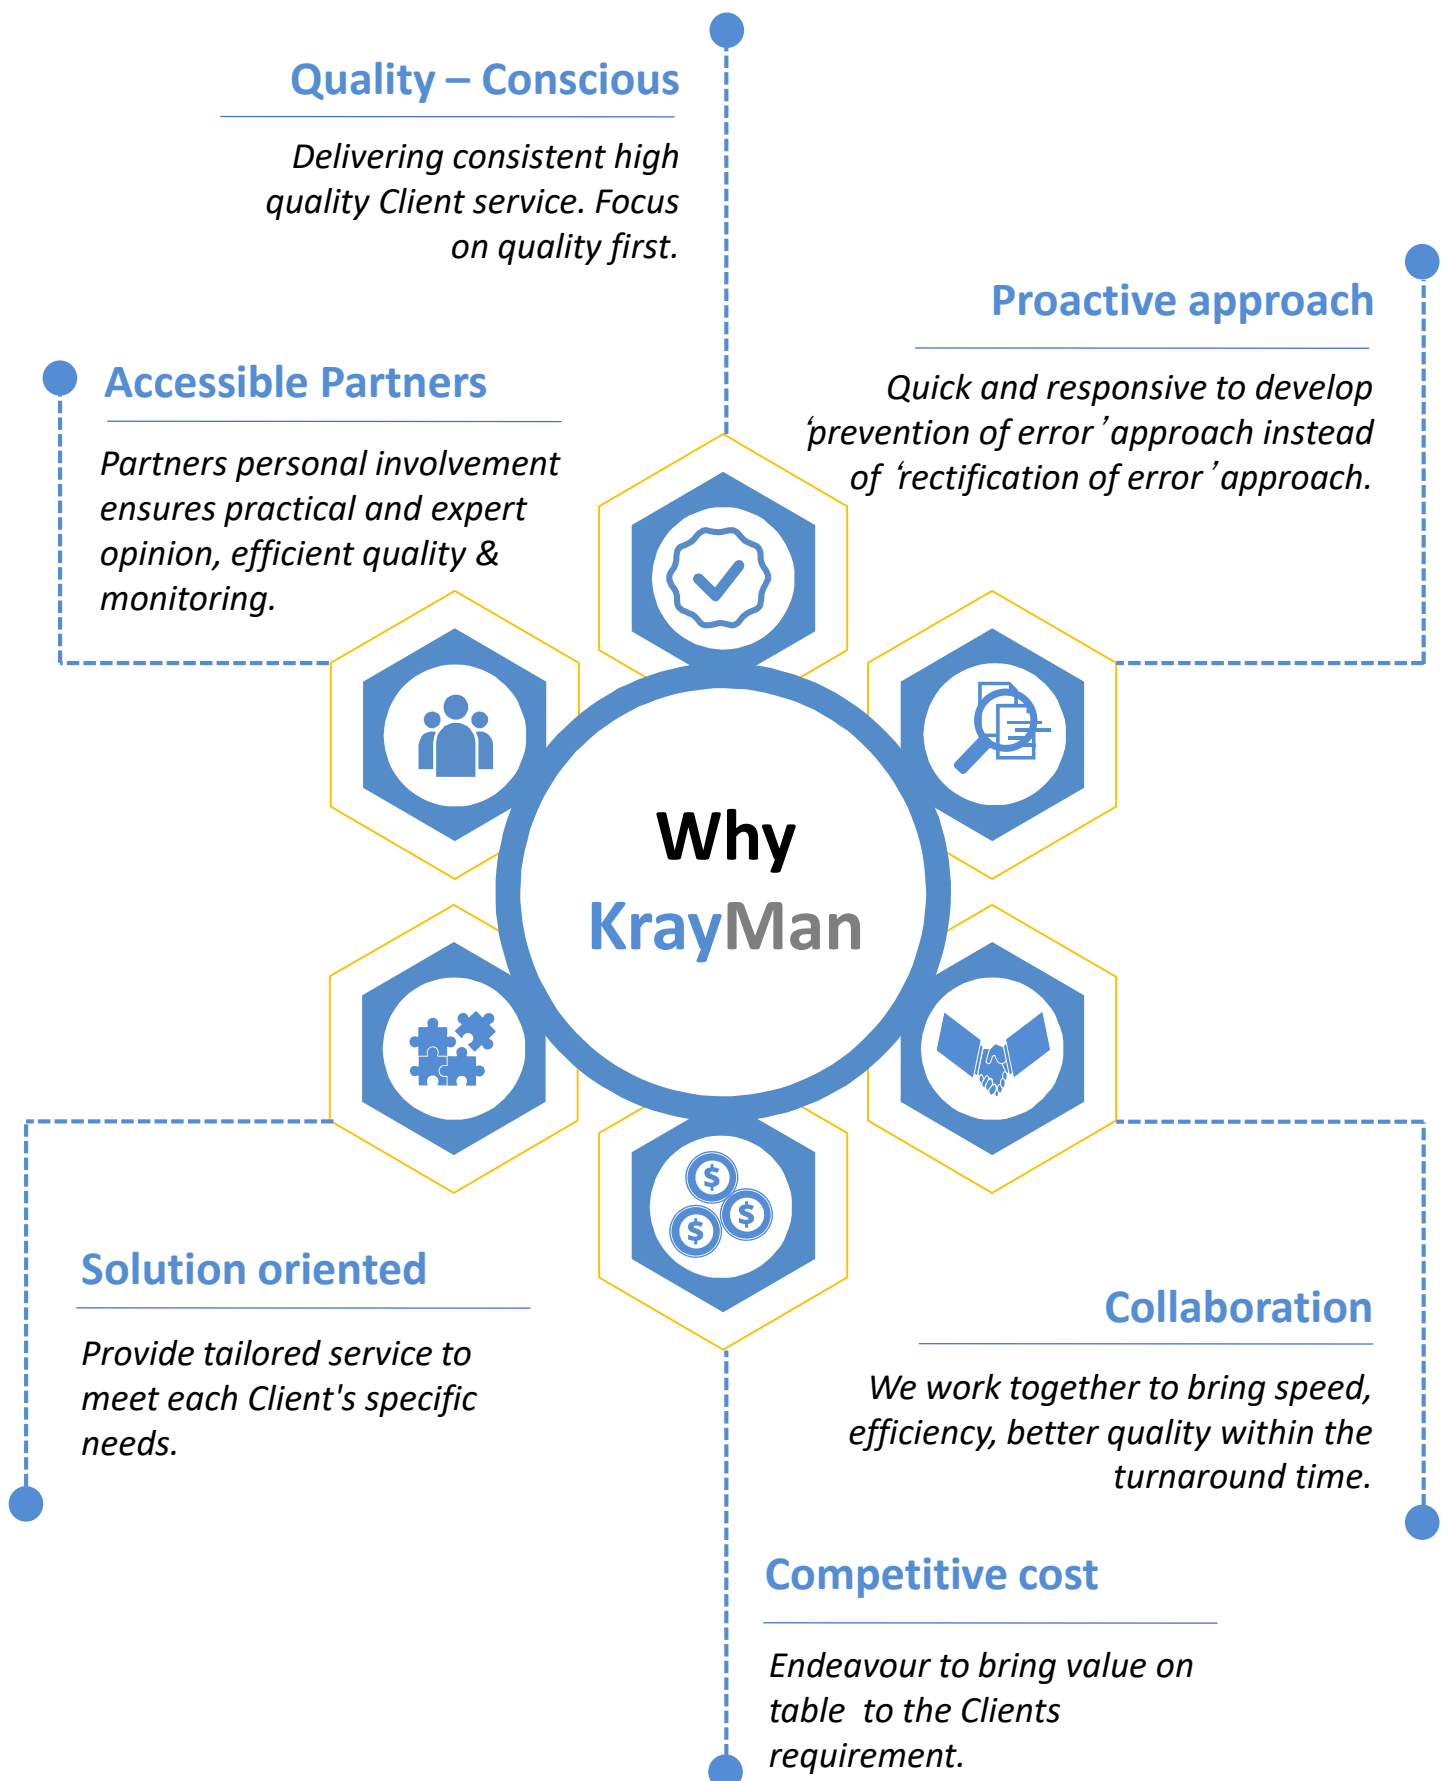 Quality – Conscious
Delivering consistent high
quality Client service. Focus
on quality first.
Proactive approach
Quick and responsive to develop
‘prevention of error’ approach instead
of ‘rectification of error’ approach.
Accessible Partners
Partners personal involvement
ensures practical and expert
opinion, efficient quality &
monitoring.
Why
KrayMan
$
$
$
Solution oriented
Provide tailored service to
meet each Client's specific
needs.
Collaboration
We work together to bring speed,
efficiency, better quality within the
turnaround time.
Competitive cost
Endeavour to bring value on
table  to the Clients
requirement.